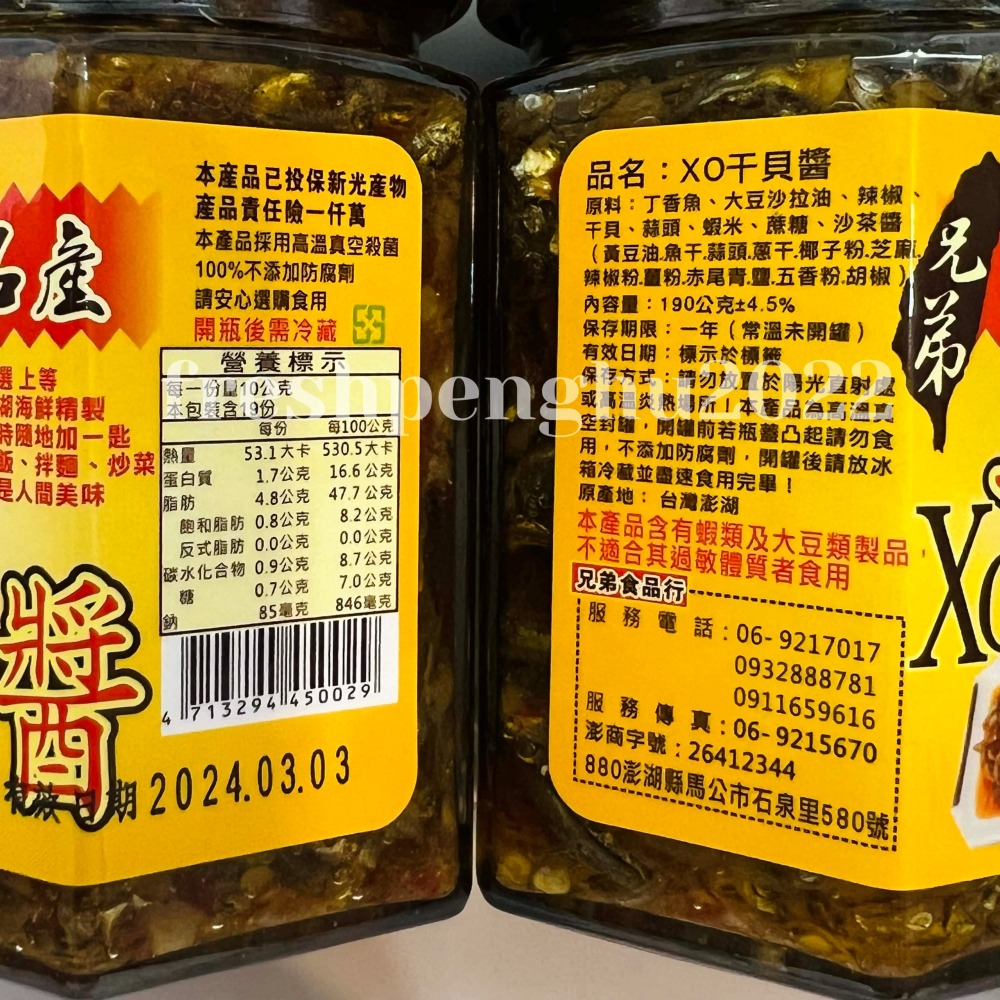 名產
選上等
湖海鮮精製
時隨地加一匙
飯、拌麵、炒菜
是人間美味
醬
本產品已投保新光產物
產品責任險一仟萬
本產品採用高溫真空殺菌
100%不添加防腐劑
請安心選購食用
開瓶後需冷藏
營養標示
每一份量10公克
本包裝含19份
每份 每100公克
熱量 53.1大卡 530.5大卡
蛋白質 1.7公克 16.6公克
脂肪 4.8公克 47.7公克
飽和脂肪 0.8公克 8.2公克
反式脂肪 0.0公克 0.0公克
碳水化合物 0.9公克 8.7公克
糖 0.7公克 7.0公克
鈉 85毫克 846毫克
4 713294 450029
有效日期 2024.03.03
品名：XO干貝醬
原料：丁香魚、大豆沙拉油、辣椒、
干貝、蒜頭、蝦米、蔗糖、沙茶醬
（黃豆油.魚干.蒜頭.蔥干.椰子粉.芝麻.
辣椒粉.薑粉.赤尾青.鹽.五香粉.胡椒）
內容量：190公克±4.5%
保存期限：一年（常溫未開罐）
有效日期：標示於標籤
保存方式：請勿放置於陽光直射處
或高溫炎熱場所，本產品為高溫真
空封罐，開罐前若瓶蓋凸起請勿食
用，不添加防腐劑，開罐後請放冰
箱冷藏並盡速食用完畢！
原產地：台灣澎湖
本產品含有蝦類及大豆類製品，
不適合其過敏體質者食用
兄弟食品行
服務電話：06-9217017
0932888781
0911659616
服務傳真：06-9215670
澎商字號：26412344
880澎湖縣馬公市石泉里580號
兄弟
XO
freshpenghu2022